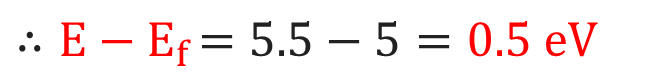 ∴ E − E_f = 5.5 − 5 = 0.5 eV